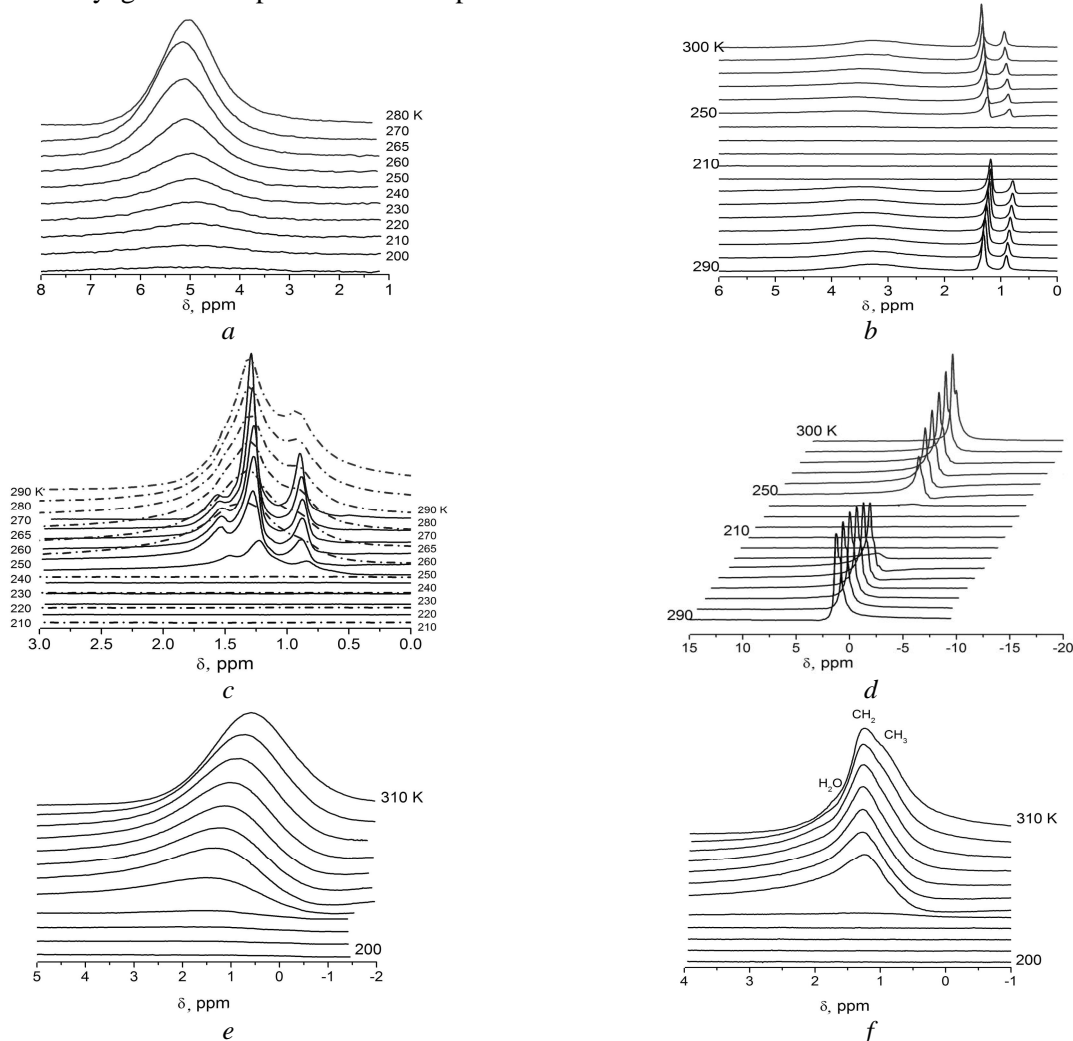 280 K
270
265
260
250
240
230
220
210
200
8 7 6 5 4 3 2 1
δ, ppm
a
300 K
250
210
290
6 5 4 3 2 1 0
δ, ppm
b
290 K
280
270
265
260
250
240
230
220
210
290 K
280
270
265
260
250
240
230
220
210
3.0 2.5 2.0 1.5 1.0 0.5 0.0
δ, ppm
c
300 K
250
210
290
15 10 5 0 -5 -10 -15 -20
δ, ppm
d
310 K
200
5 4 3 2 1 0 -1 -2
δ, ppm
e
CH2
CH3
H2O
310 K
200
4 3 2 1 0 -1
δ, ppm
f